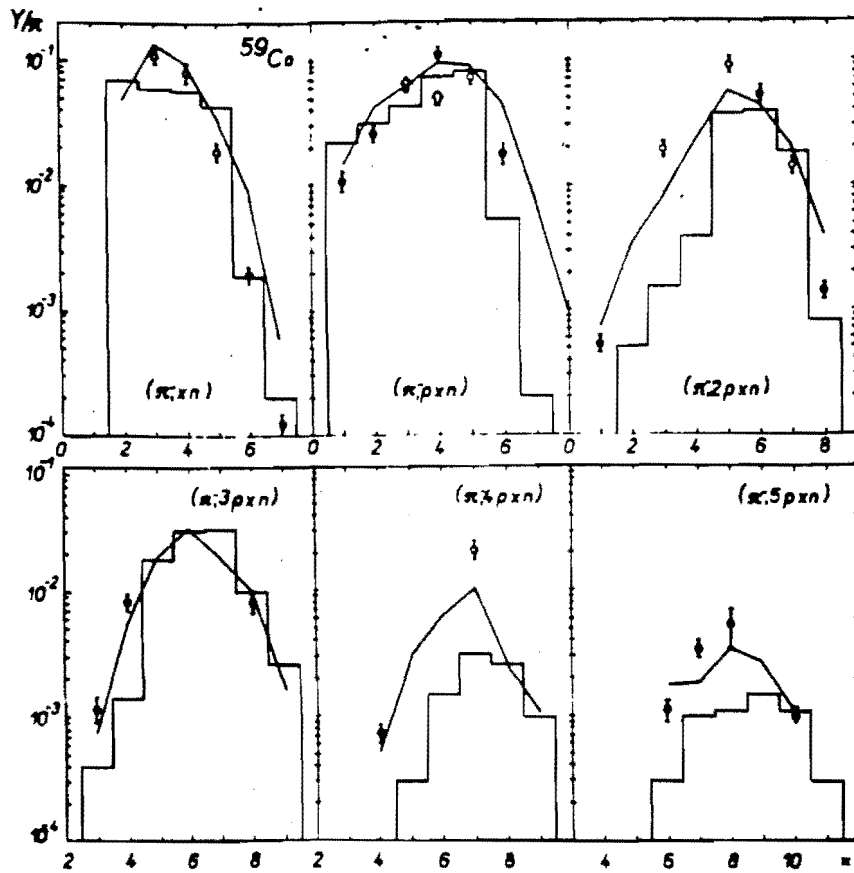 Y/π
⁵⁹Co
10⁻¹
10⁻²
10⁻³
10⁻⁴
(π⁻,xn)
(π⁻,pxn)
(π⁻,2pxn)
0 2 4 6 0 2 4 6 0 2 4 6 8
10⁻¹
10⁻²
10⁻³
10⁻⁴
(π⁻,3pxn)
(π⁻,4pxn)
(π⁻,5pxn)
2 4 6 8 2 4 6 8 4 6 8 10 x